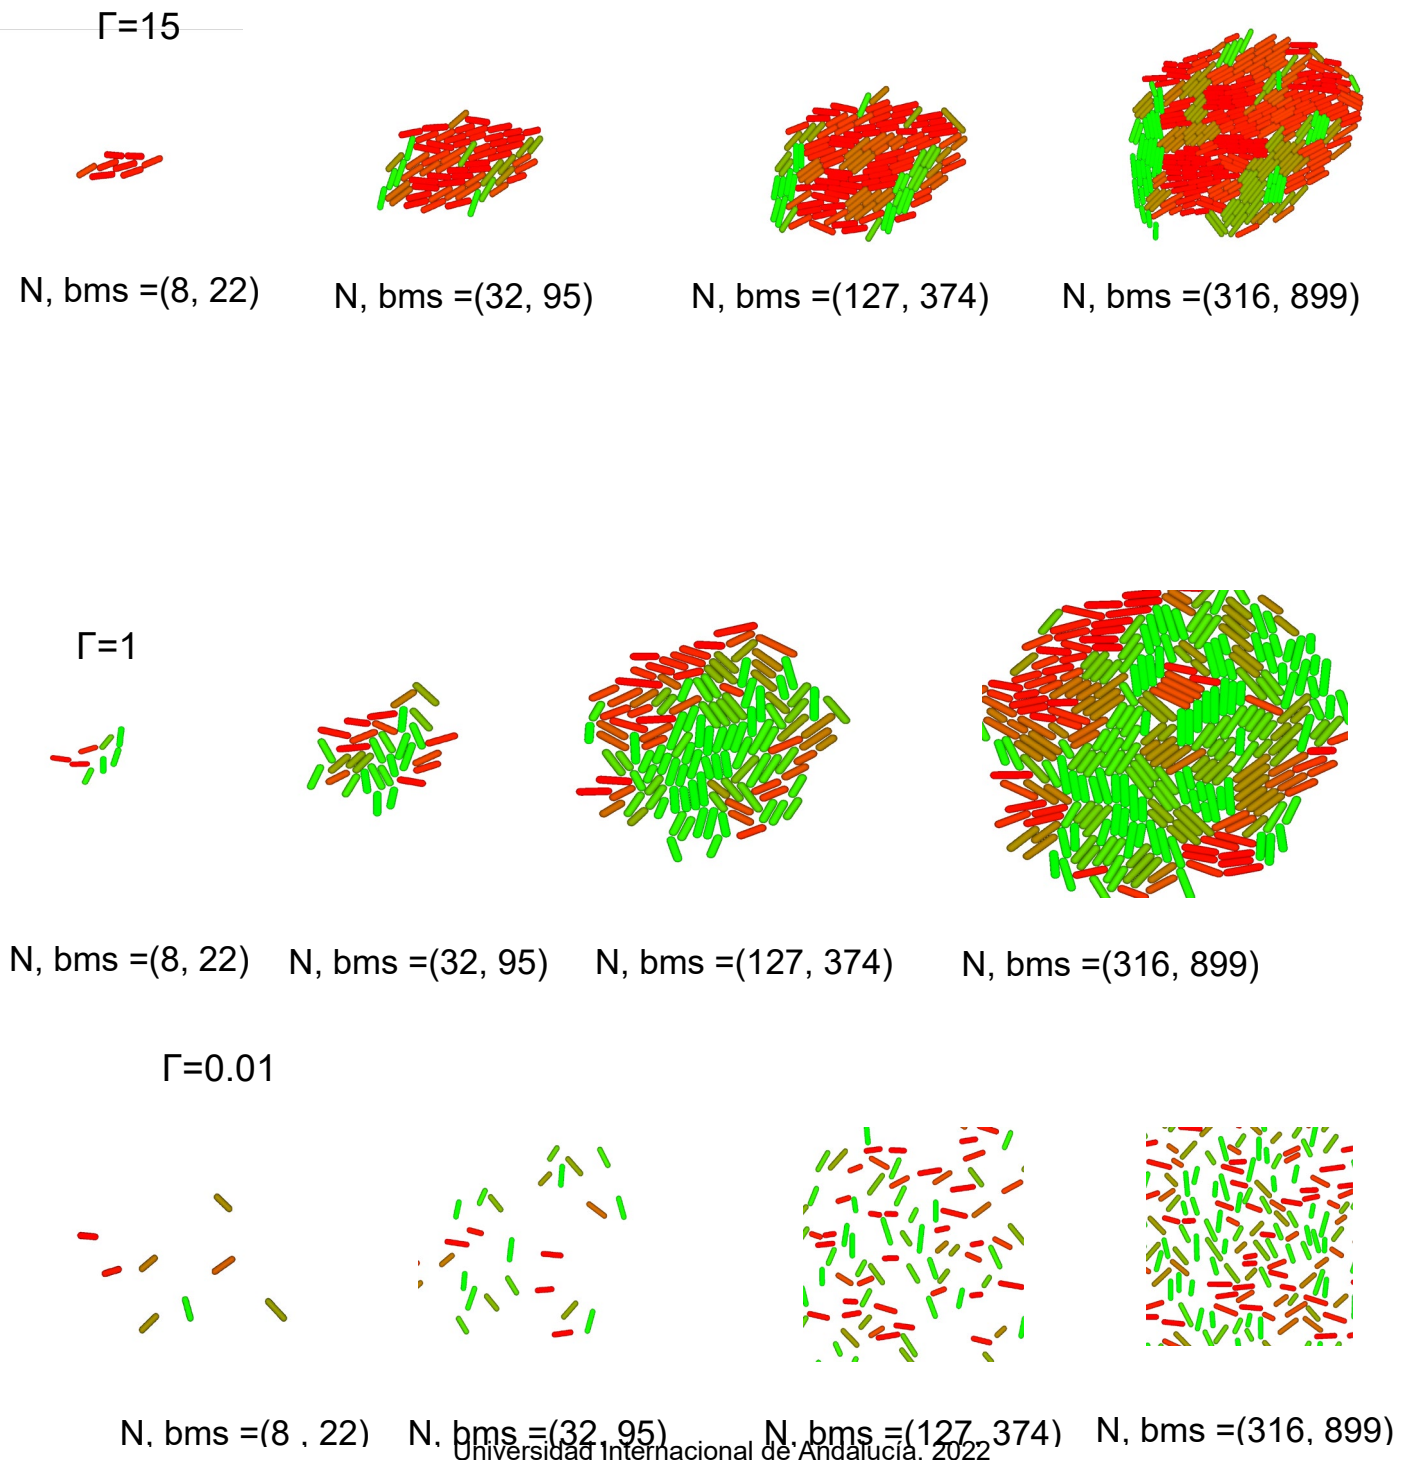 Γ=15
N, bms =(8, 22)
N, bms =(32, 95)
N, bms =(127, 374)
N, bms =(316, 899)
Γ=1
N, bms =(8, 22)
N, bms =(32, 95)
N, bms =(127, 374)
N, bms =(316, 899)
Γ=0.01
N, bms =(8 , 22)
N, bms =(32, 95)
N, bms =(127, 374)
N, bms =(316, 899)
Universidad Internacional de Andalucía, 2022